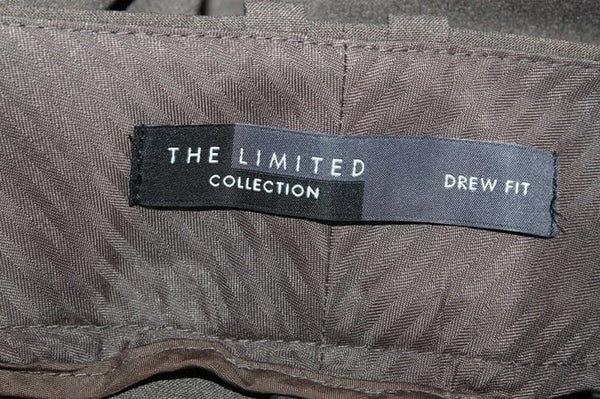 THE LIMITED
COLLECTION
DREW FIT